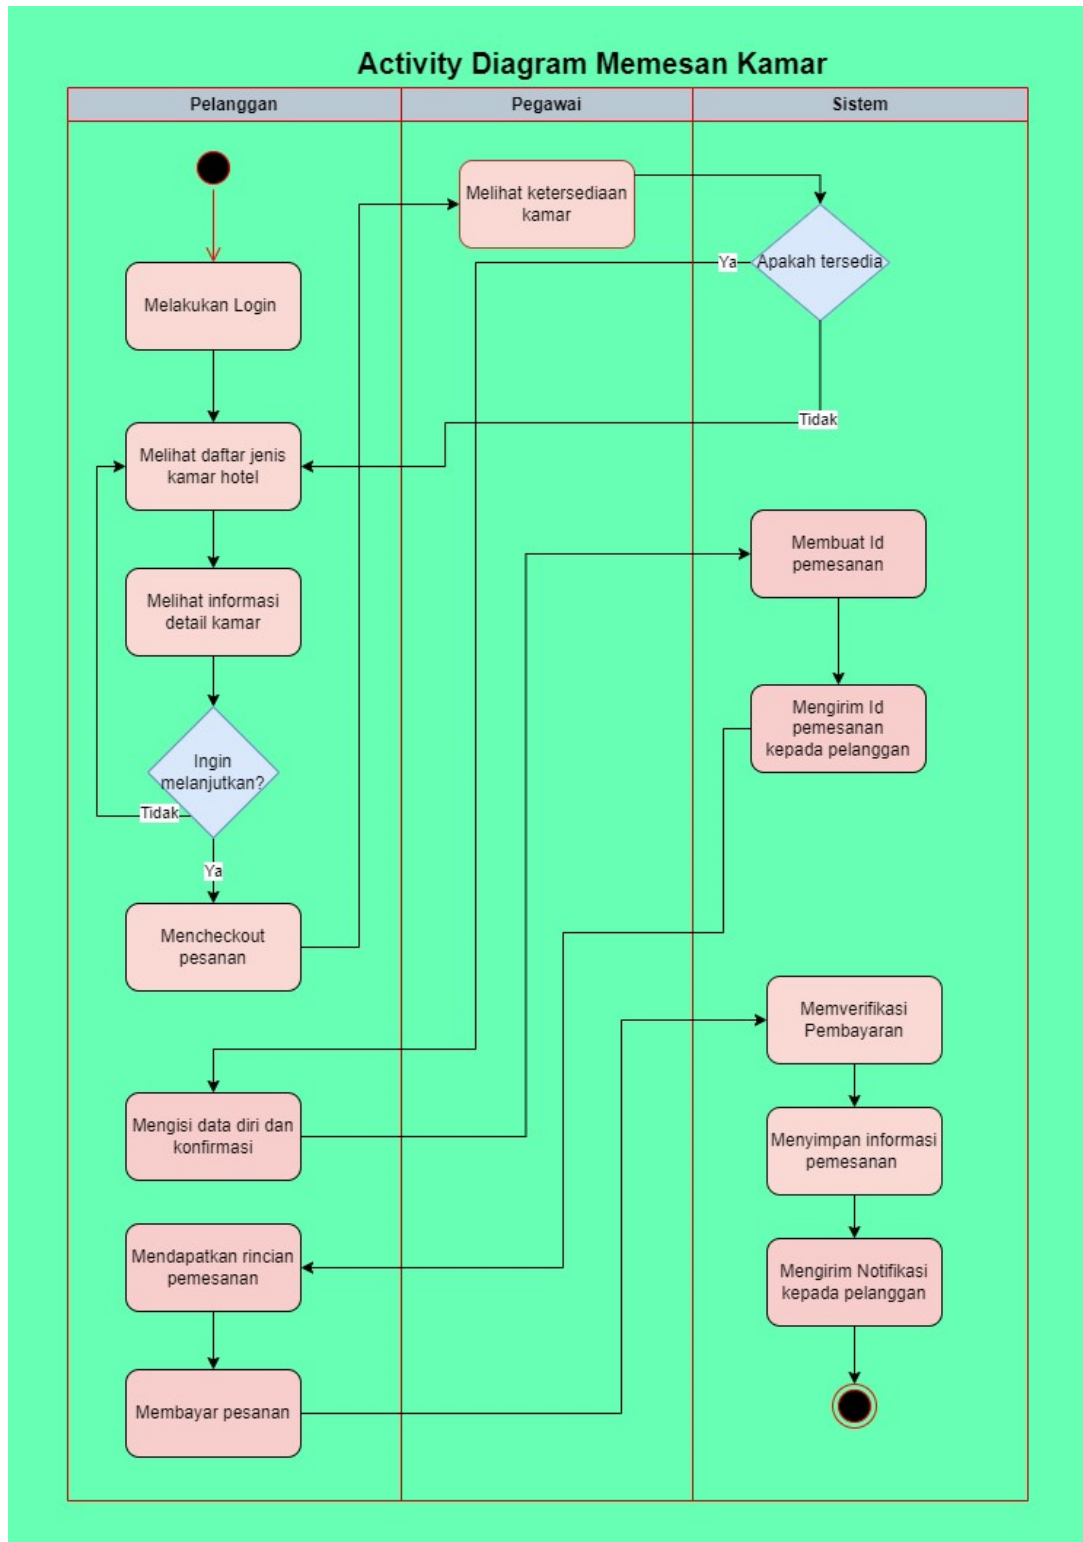 Activity Diagram Memesan Kamar
Pelanggan
Pegawai
Sistem
Melihat ketersediaan
kamar
Ya
Apakah tersedia
Melakukan Login
Tidak
Melihat daftar jenis
kamar hotel
Membuat Id
pemesanan
Melihat informasi
detail kamar
Mengirim Id
pemesanan
kepada pelanggan
Ingin
melanjutkan?
Tidak
Ya
Mencheckout
pesanan
Memverifikasi
Pembayaran
Mengisi data diri dan
konfirmasi
Menyimpan informasi
pemesanan
Mendapatkan rincian
pemesanan
Mengirim Notifikasi
kepada pelanggan
Membayar pesanan